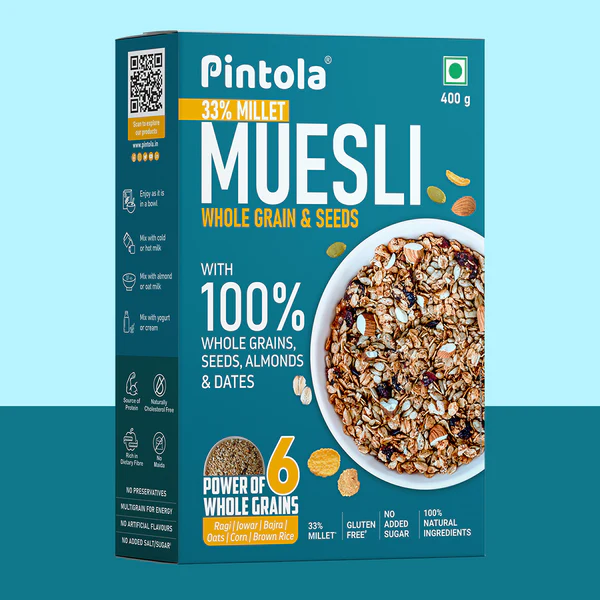 Pintola®
400 g
33% MILLET
MUESLI
WHOLE GRAIN & SEEDS
WITH
100%
WHOLE GRAINS,
SEEDS, ALMONDS
& DATES
POWER OF 6
WHOLE GRAINS
Ragi | Jowar | Bajra |
Oats | Corn | Brown Rice
33%
MILLET*
GLUTEN
FREE*
NO
ADDED
SUGAR
100%
NATURAL
INGREDIENTS
Scan to explore
our products
www.pintola.in
Enjoy as it is
in a bowl
Mix with cold
or hot milk
Mix with almond
or oat milk
Mix with yogurt
or cream
Source of
Protein
Naturally
Cholesterol Free
Rich in
Dietary Fibre
No
Maida
NO PRESERVATIVES
MULTIGRAIN FOR ENERGY
NO ARTIFICIAL FLAVOURS
NO ADDED SALT/SUGAR*